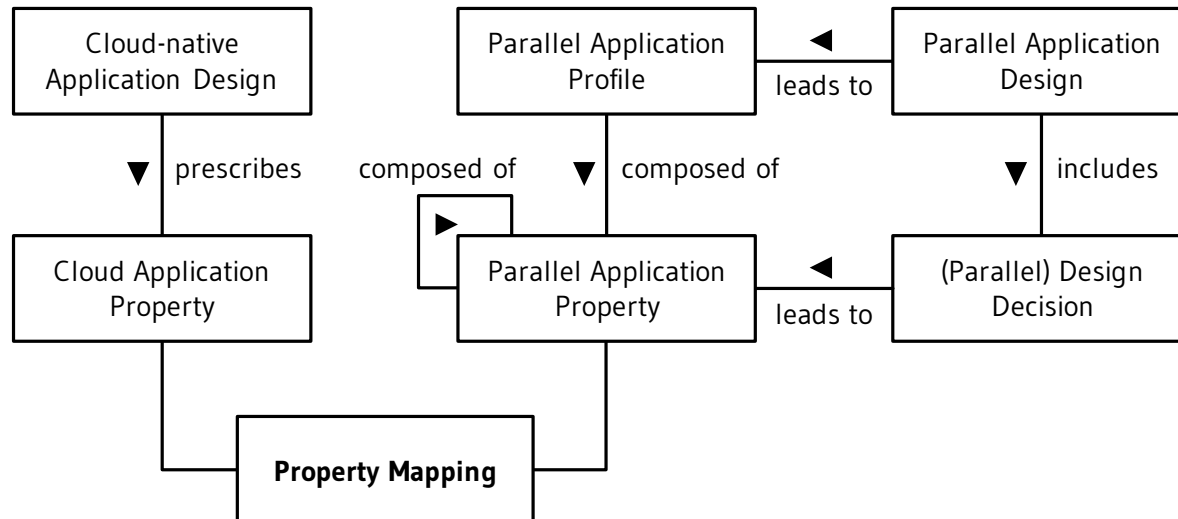 Cloud-native
Application Design
Parallel Application
Profile
leads to
Parallel Application
Design
prescribes
composed of
composed of
includes
Cloud Application
Property
Parallel Application
Property
leads to
(Parallel) Design
Decision
Property Mapping